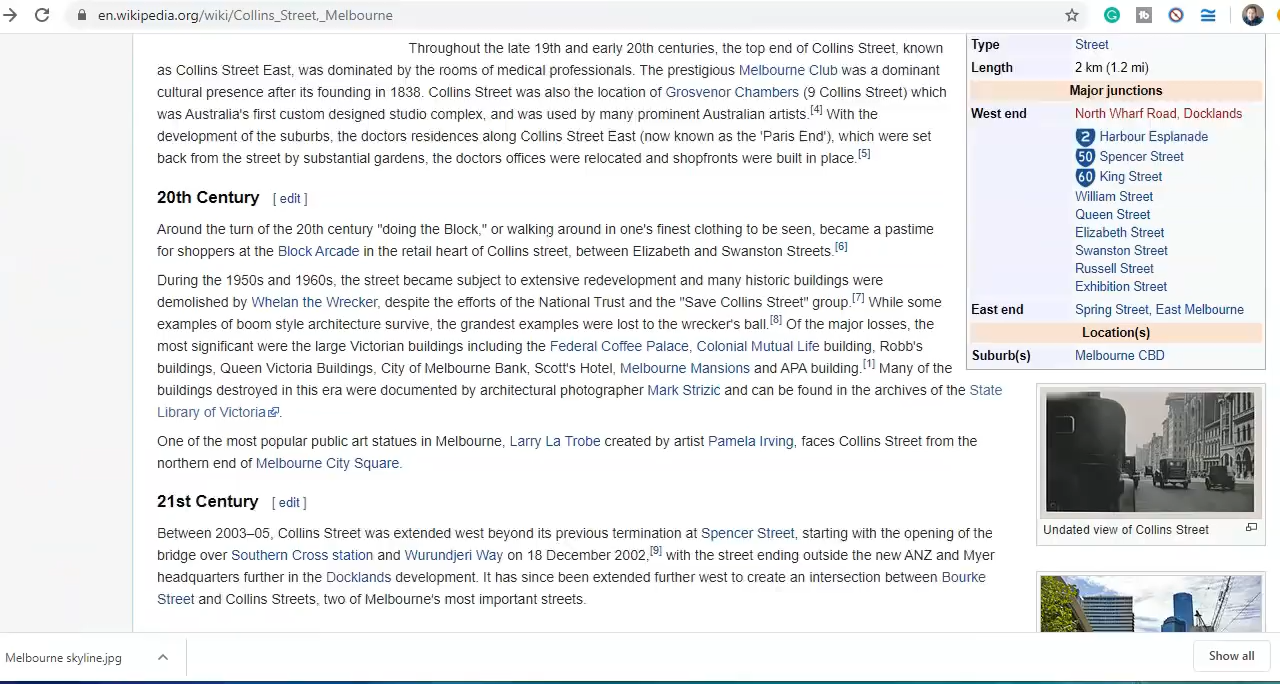 en.wikipedia.org/wiki/Collins_Street,_Melbourne
Throughout the late 19th and early 20th centuries, the top end of Collins Street, known
as Collins Street East, was dominated by the rooms of medical professionals. The prestigious Melbourne Club was a dominant
cultural presence after its founding in 1838. Collins Street was also the location of Grosvenor Chambers (9 Collins Street) which
was Australia's first custom designed studio complex, and was used by many prominent Australian artists.[4] With the
development of the suburbs, the doctors residences along Collins Street East (now known as the 'Paris End'), which were set
back from the street by substantial gardens, the doctors offices were relocated and shopfronts were built in place.[5]
20th Century [ edit ]
Around the turn of the 20th century "doing the Block," or walking around in one's finest clothing to be seen, became a pastime
for shoppers at the Block Arcade in the retail heart of Collins street, between Elizabeth and Swanston Streets.[6]
During the 1950s and 1960s, the street became subject to extensive redevelopment and many historic buildings were
demolished by Whelan the Wrecker, despite the efforts of the National Trust and the "Save Collins Street" group.[7] While some
examples of boom style architecture survive, the grandest examples were lost to the wrecker's ball.[8] Of the major losses, the
most significant were the large Victorian buildings including the Federal Coffee Palace, Colonial Mutual Life building, Robb's
buildings, Queen Victoria Buildings, City of Melbourne Bank, Scott's Hotel, Melbourne Mansions and APA building.[1] Many of the
buildings destroyed in this era were documented by architectural photographer Mark Strizic and can be found in the archives of the State
Library of Victoria.
One of the most popular public art statues in Melbourne, Larry La Trobe created by artist Pamela Irving, faces Collins Street from the
northern end of Melbourne City Square.
21st Century [ edit ]
Between 2003–05, Collins Street was extended west beyond its previous termination at Spencer Street, starting with the opening of the
bridge over Southern Cross station and Wurundjeri Way on 18 December 2002,[9] with the street ending outside the new ANZ and Myer
headquarters further in the Docklands development. It has since been extended further west to create an intersection between Bourke
Street and Collins Streets, two of Melbourne's most important streets.
Type Street
Length 2 km (1.2 mi)
Major junctions
West end North Wharf Road, Docklands
2 Harbour Esplanade
50 Spencer Street
60 King Street
William Street
Queen Street
Elizabeth Street
Swanston Street
Russell Street
Exhibition Street
East end Spring Street, East Melbourne
Location(s)
Suburb(s) Melbourne CBD
Undated view of Collins Street
Melbourne skyline.jpg
Show all